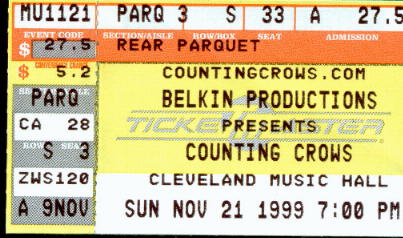 MU1121 PARQ 3 S 33 A 27.5
EVENT CODE SECTION/AISLE ROW/BOX SEAT ADMISSION
$ 27.5 REAR PARQUET
$ 5.2 COUNTINGCROWS.COM
PARQ BELKIN PRODUCTIONS
TICKETMASTER
CA 28 PRESENTS
ROW SEAT
S 3 COUNTING CROWS
ZWS120 CLEVELAND MUSIC HALL
A 9NOV SUN NOV 21 1999 7:00 PM